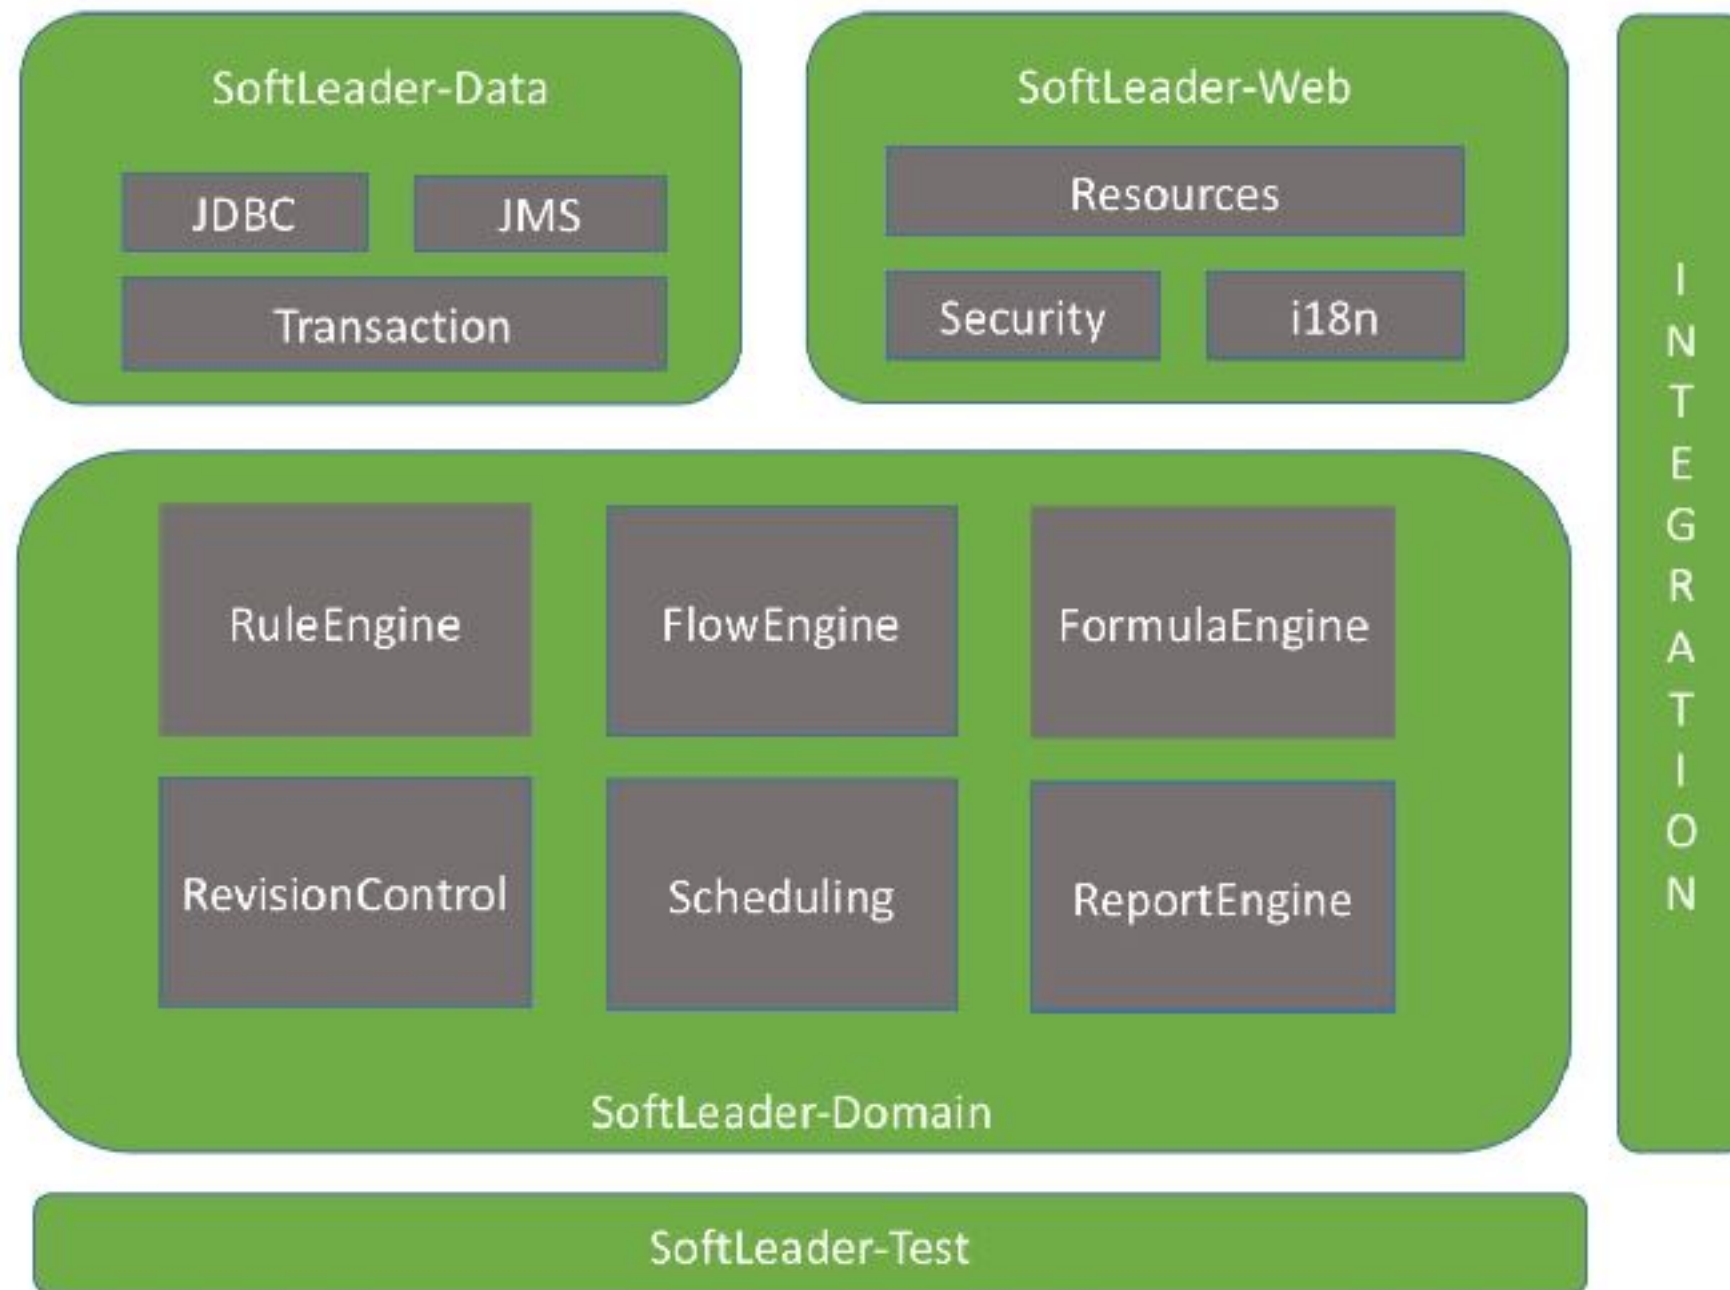 SoftLeader-Data
JDBC
JMS
Transaction
SoftLeader-Web
Resources
Security
i18n
RuleEngine
FlowEngine
FormulaEngine
RevisionControl
Scheduling
ReportEngine
SoftLeader-Domain
SoftLeader-Test
INTEGRATION